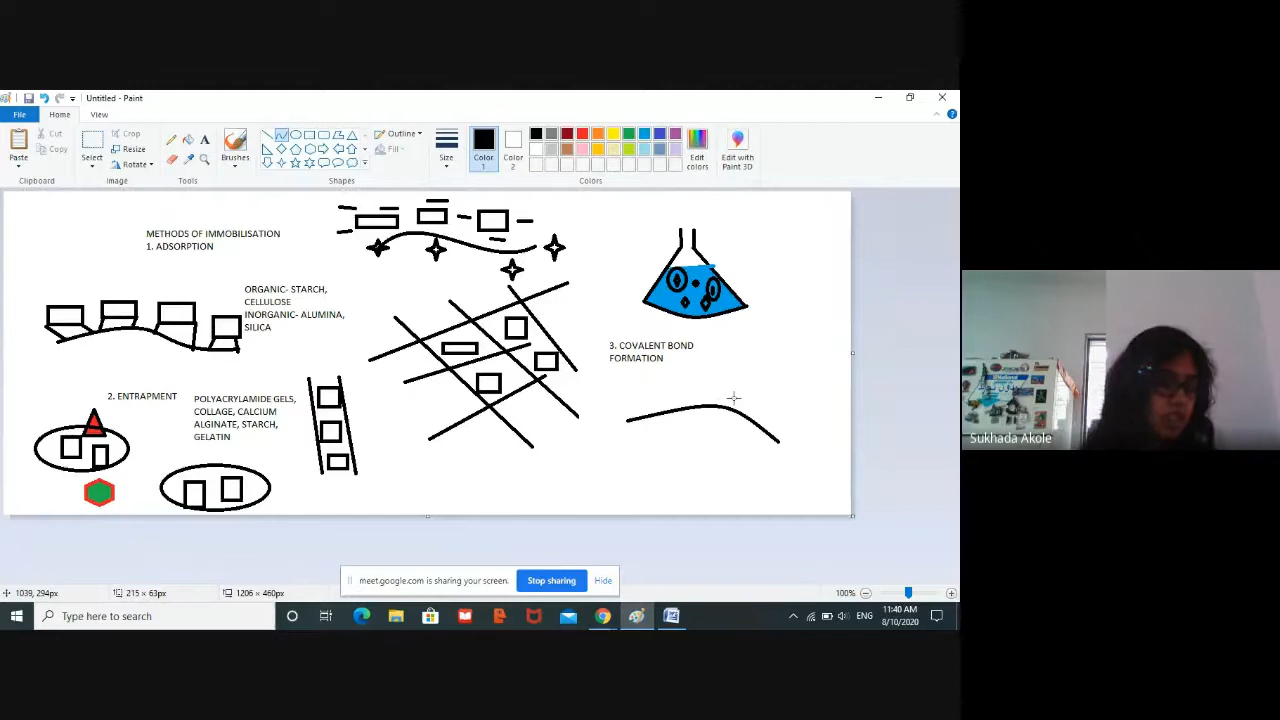 Untitled - Paint
File
Home
View
Paste
Cut
Copy
Clipboard
Select
Crop
Resize
Rotate
Image
Tools
Brushes
Shapes
Outline
Fill
Size
Color
1
Color
2
Edit
colors
Edit with
Paint 3D
Colors
METHODS OF IMMOBILISATION
1. ADSORPTION
ORGANIC- STARCH,
CELLULOSE
INORGANIC- ALUMINA,
SILICA
2. ENTRAPMENT
POLYACRYLAMIDE GELS,
COLLAGE, CALCIUM
ALGINATE, STARCH,
GELATIN
3. COVALENT BOND
FORMATION
meet.google.com is sharing your screen.
Stop sharing
Hide
1039, 294px
215 × 63px
1206 × 460px
100%
Type here to search
ENG
11:40 AM
8/10/2020
Sukhada Akole